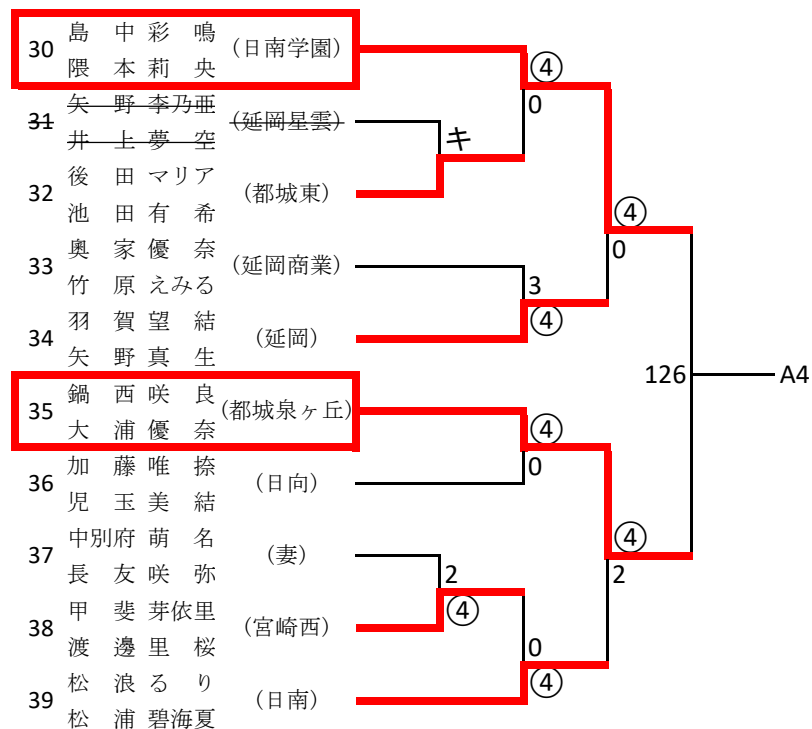 30 島中彩鳴 (日南学園)
隈本莉央
④
0
31 矢野李乃亜 (延岡星雲)
井上夢空
キ
32 後田マリア (都城東)
池田有希
④
0
33 奥家優奈 (延岡商業)
竹原えみる
3
④
34 羽賀望結 (延岡)
矢野真生
126 A4
35 鍋西咲良 (都城泉ヶ丘)
大浦優奈
④
0
36 加藤唯捺 (日向)
児玉美結
④
2
37 中別府萌名 (妻)
長友咲弥
2
④
38 甲斐芽依里 (宮崎西)
渡邊里桜
0
④
39 松浪るり (日南)
松浦碧海夏